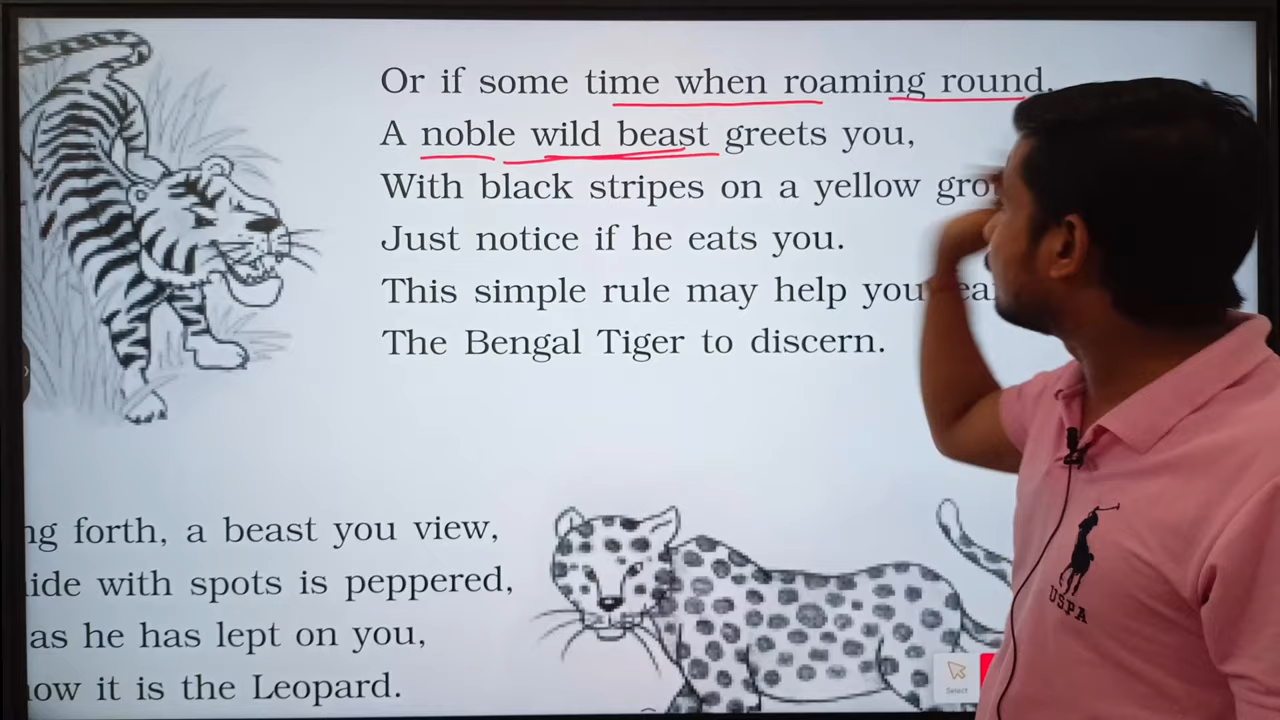 Or if some time when roaming round,
A noble wild beast greets you,
With black stripes on a yellow
Just notice if he eats you.
This simple rule may help you
The Bengal Tiger to discern.
forth, a beast you view,
with spots is peppered,
as he has lept on you,
it is the Leopard.
Select
USPA